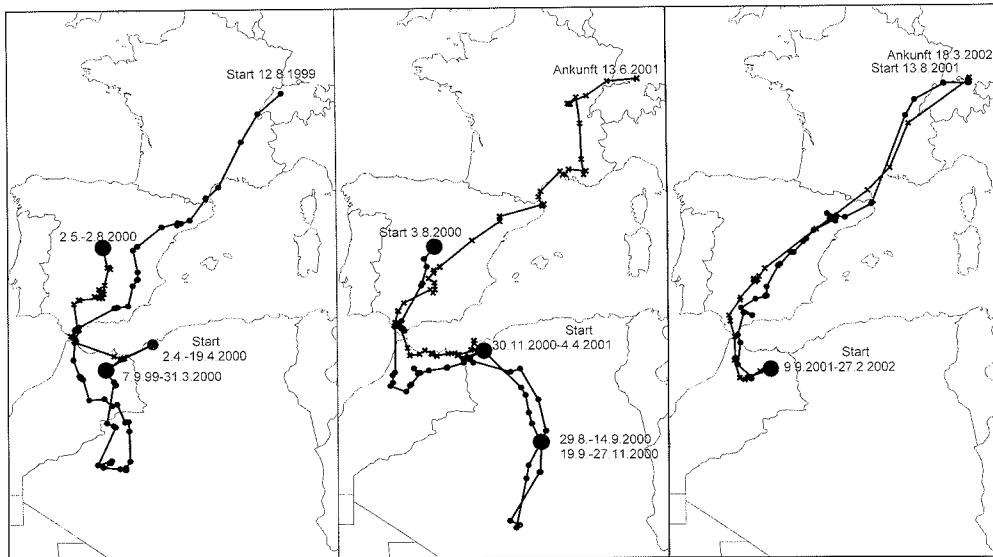 Start 12.8.1999
2.5.-2.8.2000
Start
2.4.-19.4.2000
7.9.99-31.3.2000
Ankunft 13.6.2001
Start 3.8.2000
Start
30.11.2000-4.4.2001
29.8.-14.9.2000
19.9.-27.11.2000
Ankunft 18.3.2002
Start 13.8.2001
Start
9.9.2001-27.2.2002